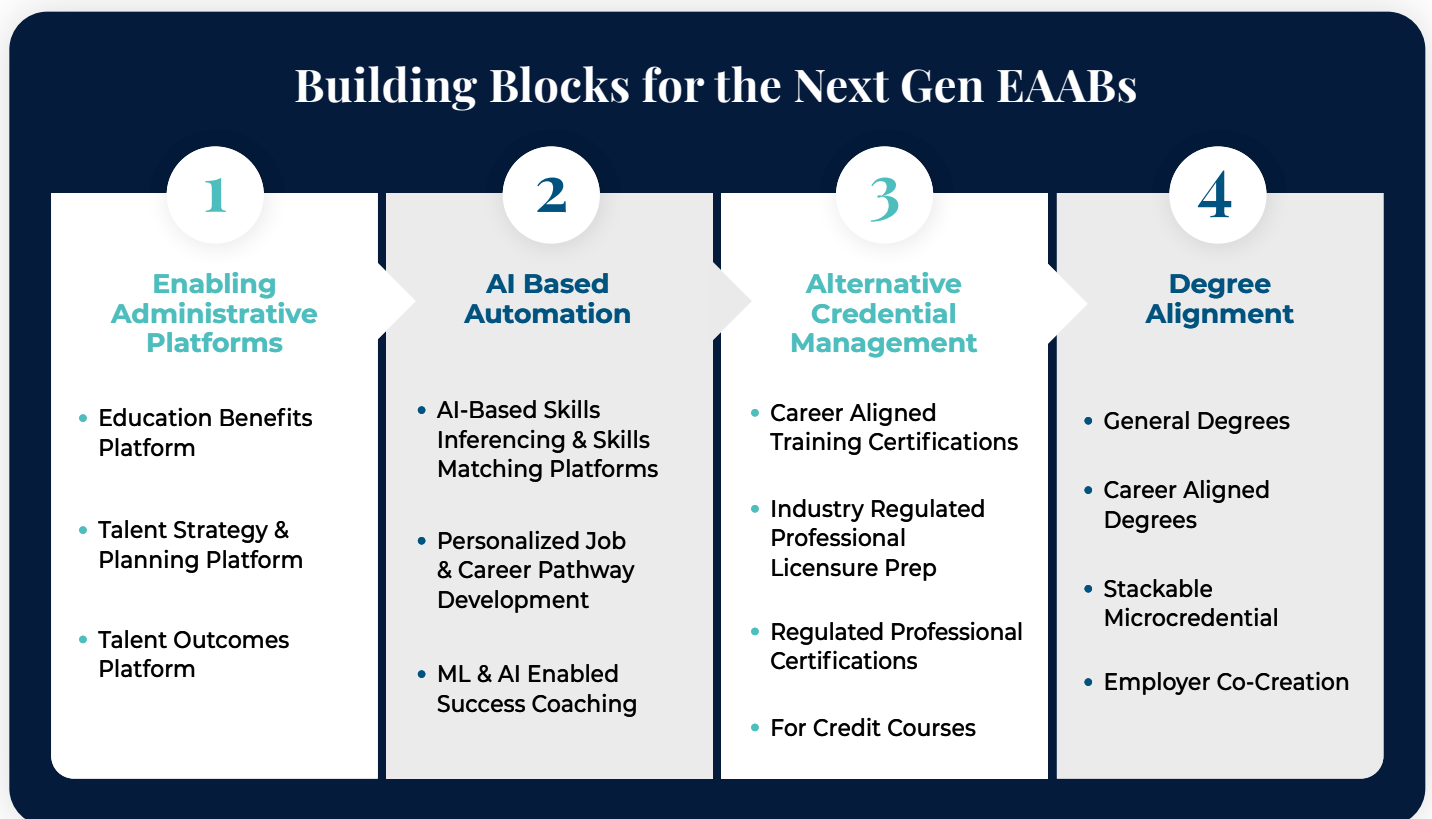 Building Blocks for the Next Gen EAABs
1
Enabling
Administrative
Platforms
• Education Benefits
Platform
• Talent Strategy &
Planning Platform
• Talent Outcomes
Platform
2
AI Based
Automation
• AI-Based Skills
Inferencing & Skills
Matching Platforms
• Personalized Job
& Career Pathway
Development
• ML & AI Enabled
Success Coaching
3
Alternative
Credential
Management
• Career Aligned
Training Certifications
• Industry Regulated
Professional
Licensure Prep
• Regulated Professional
Certifications
• For Credit Courses
4
Degree
Alignment
• General Degrees
• Career Aligned
Degrees
• Stackable
Microcredential
• Employer Co-Creation